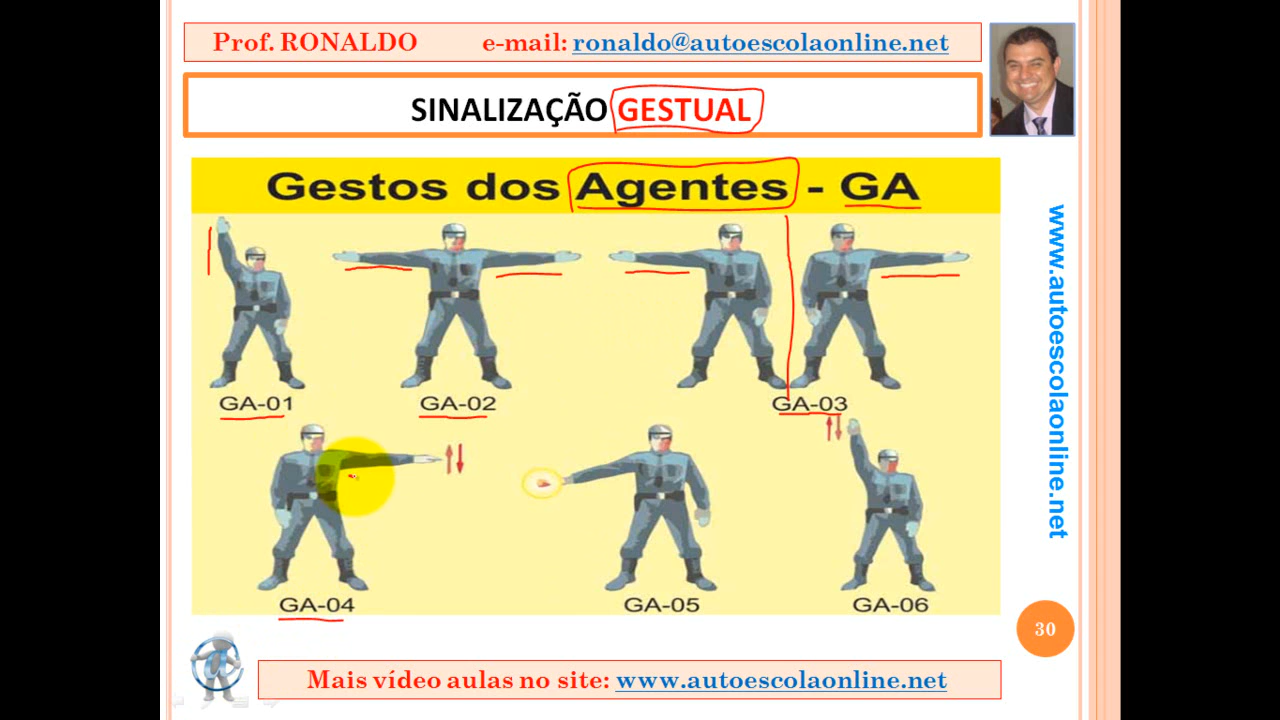 Prof. RONALDO e-mail: ronaldo@autoescolaonline.net
SINALIZAÇÃO GESTUAL
Gestos dos Agentes - GA
GA-01 GA-02 GA-03
GA-04 GA-05 GA-06
www.autoescolaonline.net
30
Mais vídeo aulas no site: www.autoescolaonline.net